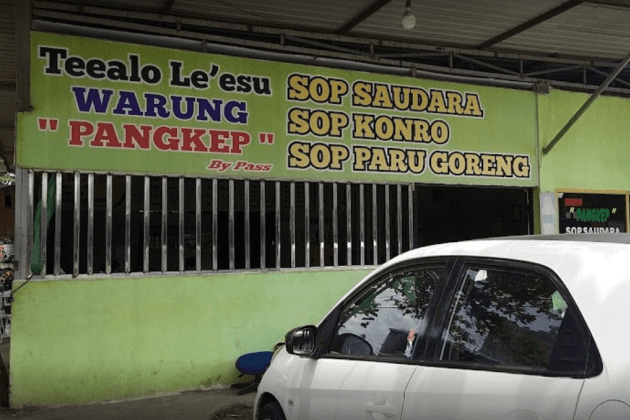 Teealo Le'esu
WARUNG
" PANGKEP "
By Pass
SOP SAUDARA
SOP KONRO
SOP PARU GORENG
"PANGKEP"
SOP SAUDARA